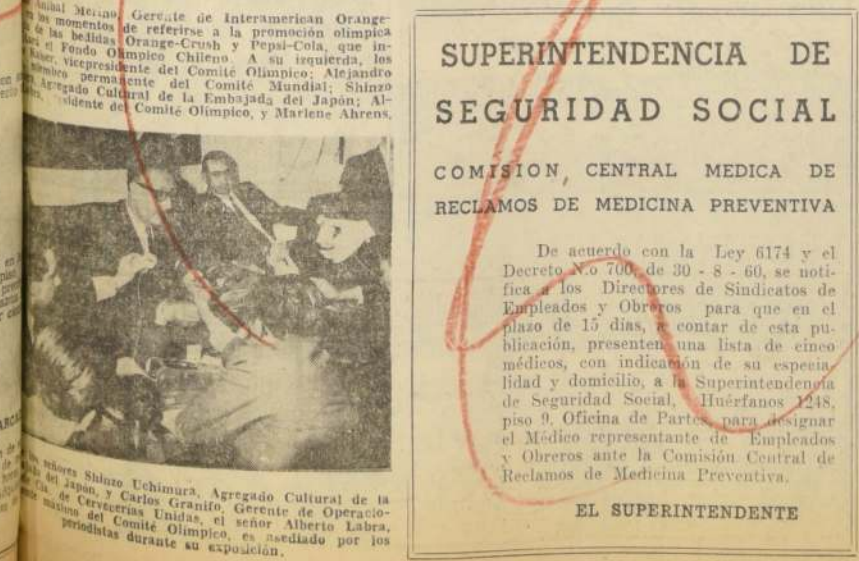 Aníbal Merino, Gerente de Interamerican Orange-
los momentos de referirse a la promoción olímpica
de las bedidas Orange-Crush y Pepsi-Cola, que in-
el Fondo Olímpico Chileno. A su izquierda, los
vicepresidente del Comité Olímpico; Alejandro
miembro permanente del Comité Mundial; Shinzo
Agregado Cultural de la Embajada del Japón; Al-
del Comité Olímpico, y Marlene Ahrens,
señores Shinzo Uchimura, Agregado Cultural de la
del Japón, y Carlos Granifo, Gerente de Operacio-
Cía. de Cervecerías Unidas, el señor Alberto Labra,
máximo del Comité Olímpico, es asediado por los
periodistas durante su exposición.
SUPERINTENDENCIA DE
SEGURIDAD SOCIAL
COMISION, CENTRAL MEDICA DE
RECLAMOS DE MEDICINA PREVENTIVA
De acuerdo con la Ley 6174 y el
Decreto N.o 700, de 30 - 8 - 60, se noti-
fica a los Directores de Sindicatos de
Empleados y Obreros para que en el
plazo de 15 días, a contar de esta pu-
blicación, presenten una lista de cinco
médicos, con indicación de su especia-
lidad y domicilio, a la Superintendencia
de Seguridad Social, Huérfanos 1248,
piso 9, Oficina de Partes, para designar
el Médico representante de Empleados
y Obreros ante la Comisión Central de
Reclamos de Medicina Preventiva.
EL SUPERINTENDENTE